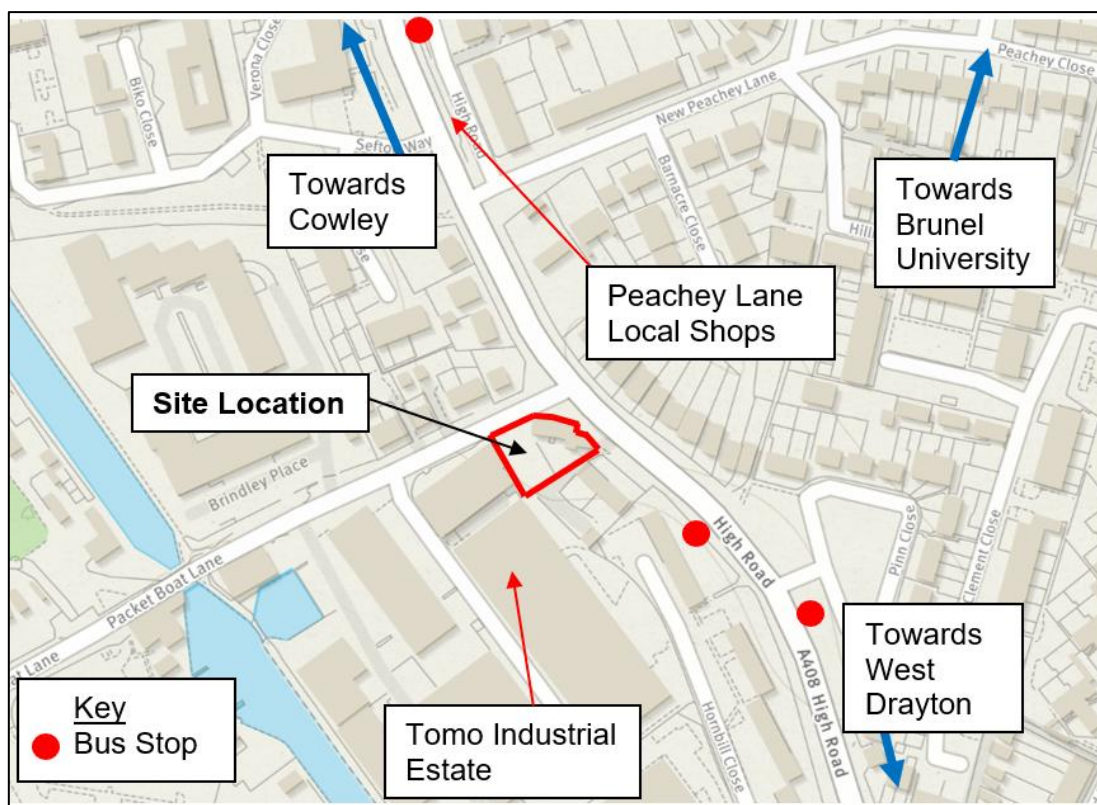 Biko Close
Verona Close
Sefton Way
High Road
New Peachey Lane
Peachey Close
Barnacre Close
Towards
Cowley
Towards
Brunel
University
Peachey Lane
Local Shops
Site Location
Brindley Place
Packet Boat Lane
High Road
Pinn Close
Clement Close
Towards
West
Drayton
A408 High Road
Hornbill Close
Tomo Industrial
Estate
Key
Bus Stop